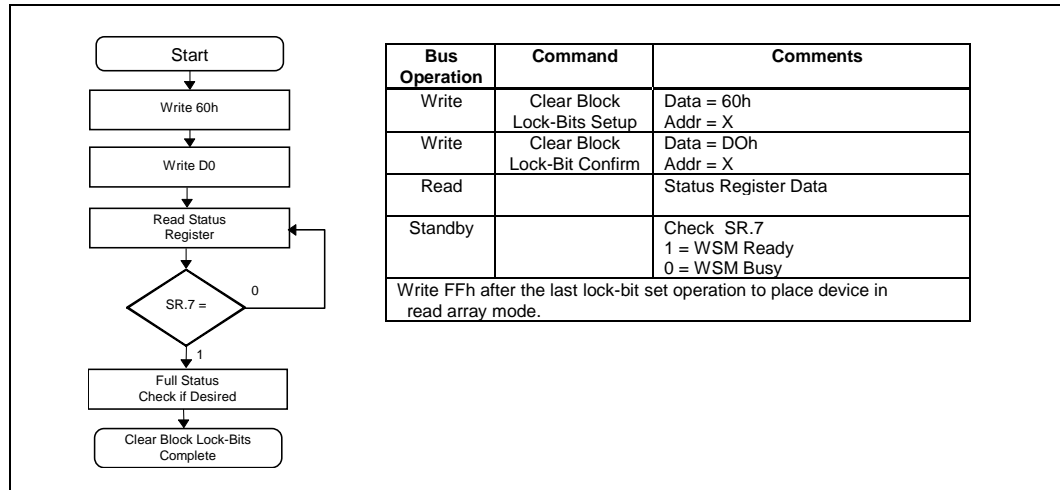 Start
Write 60h
Write D0
Read Status
Register
SR.7 =
0
1
Full Status
Check if Desired
Clear Block Lock-Bits
Complete
Bus
Operation
Command
Comments
Write
Clear Block
Lock-Bits Setup
Data = 60h
Addr = X
Write
Clear Block
Lock-Bit Confirm
Data = DOh
Addr = X
Read
Status Register Data
Standby
Check SR.7
1 = WSM Ready
0 = WSM Busy
Write FFh after the last lock-bit set operation to place device in
read array mode.